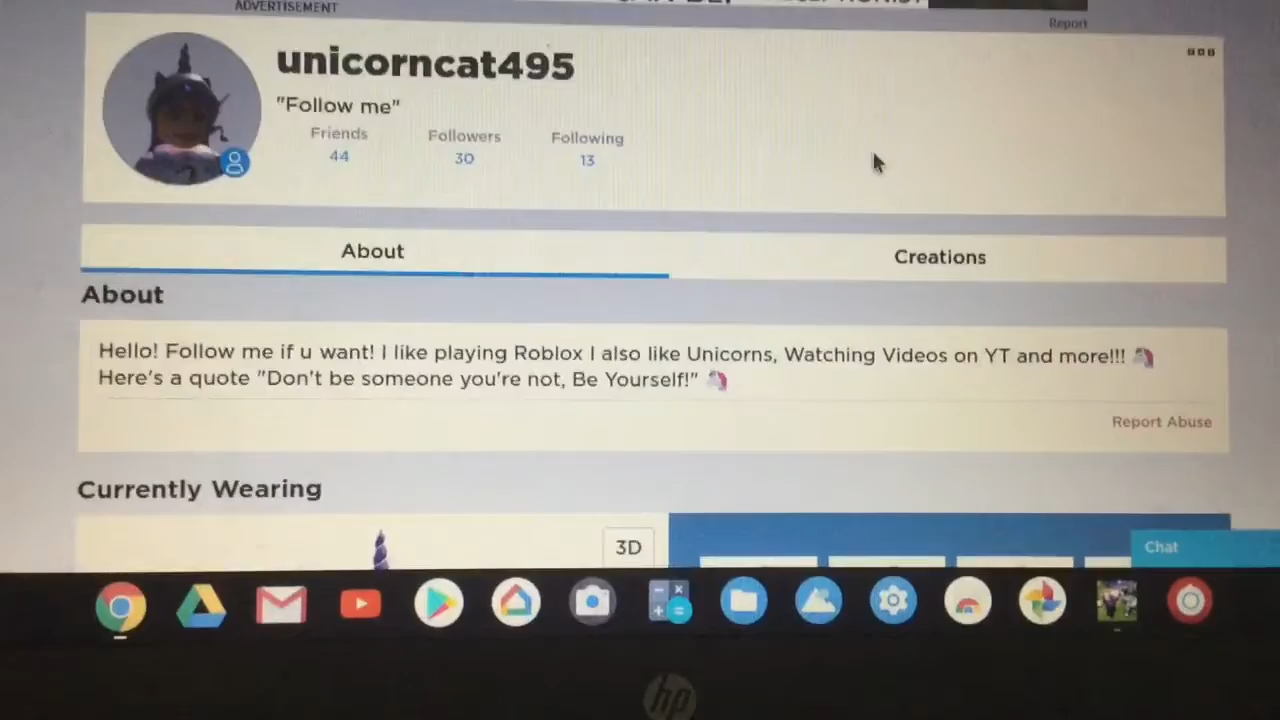 ADVERTISEMENT
Report
unicorncat495
"Follow me"
Friends Followers Following
44 30 13
About Creations
About
Hello! Follow me if u want! I like playing Roblox I also like Unicorns, Watching Videos on YT and more!!! 🦄
Here's a quote "Don't be someone you're not, Be Yourself!" 🦄
Report Abuse
Currently Wearing
3D
Chat
hp